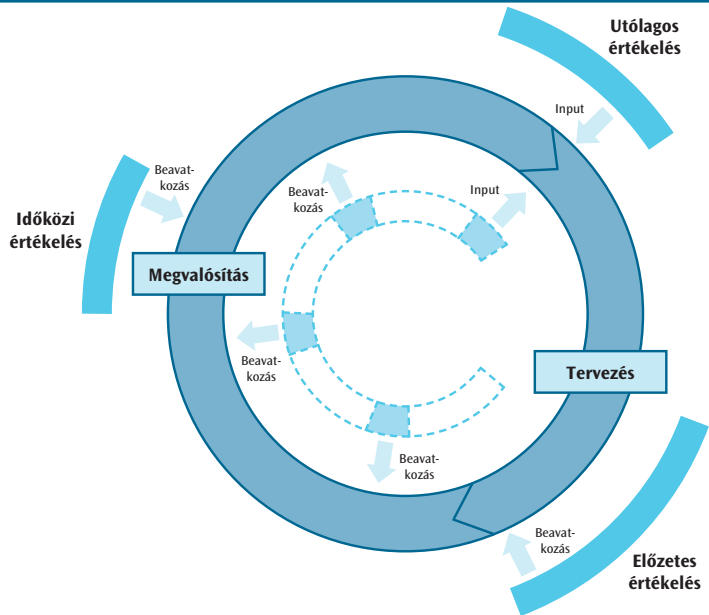 Utólagos
értékelés
Input
Beavat-
kozás
Időközi
értékelés
Beavat-
kozás
Input
Megvalósítás
Beavat-
kozás
Tervezés
Beavat-
kozás
Beavat-
kozás
Előzetes
értékelés